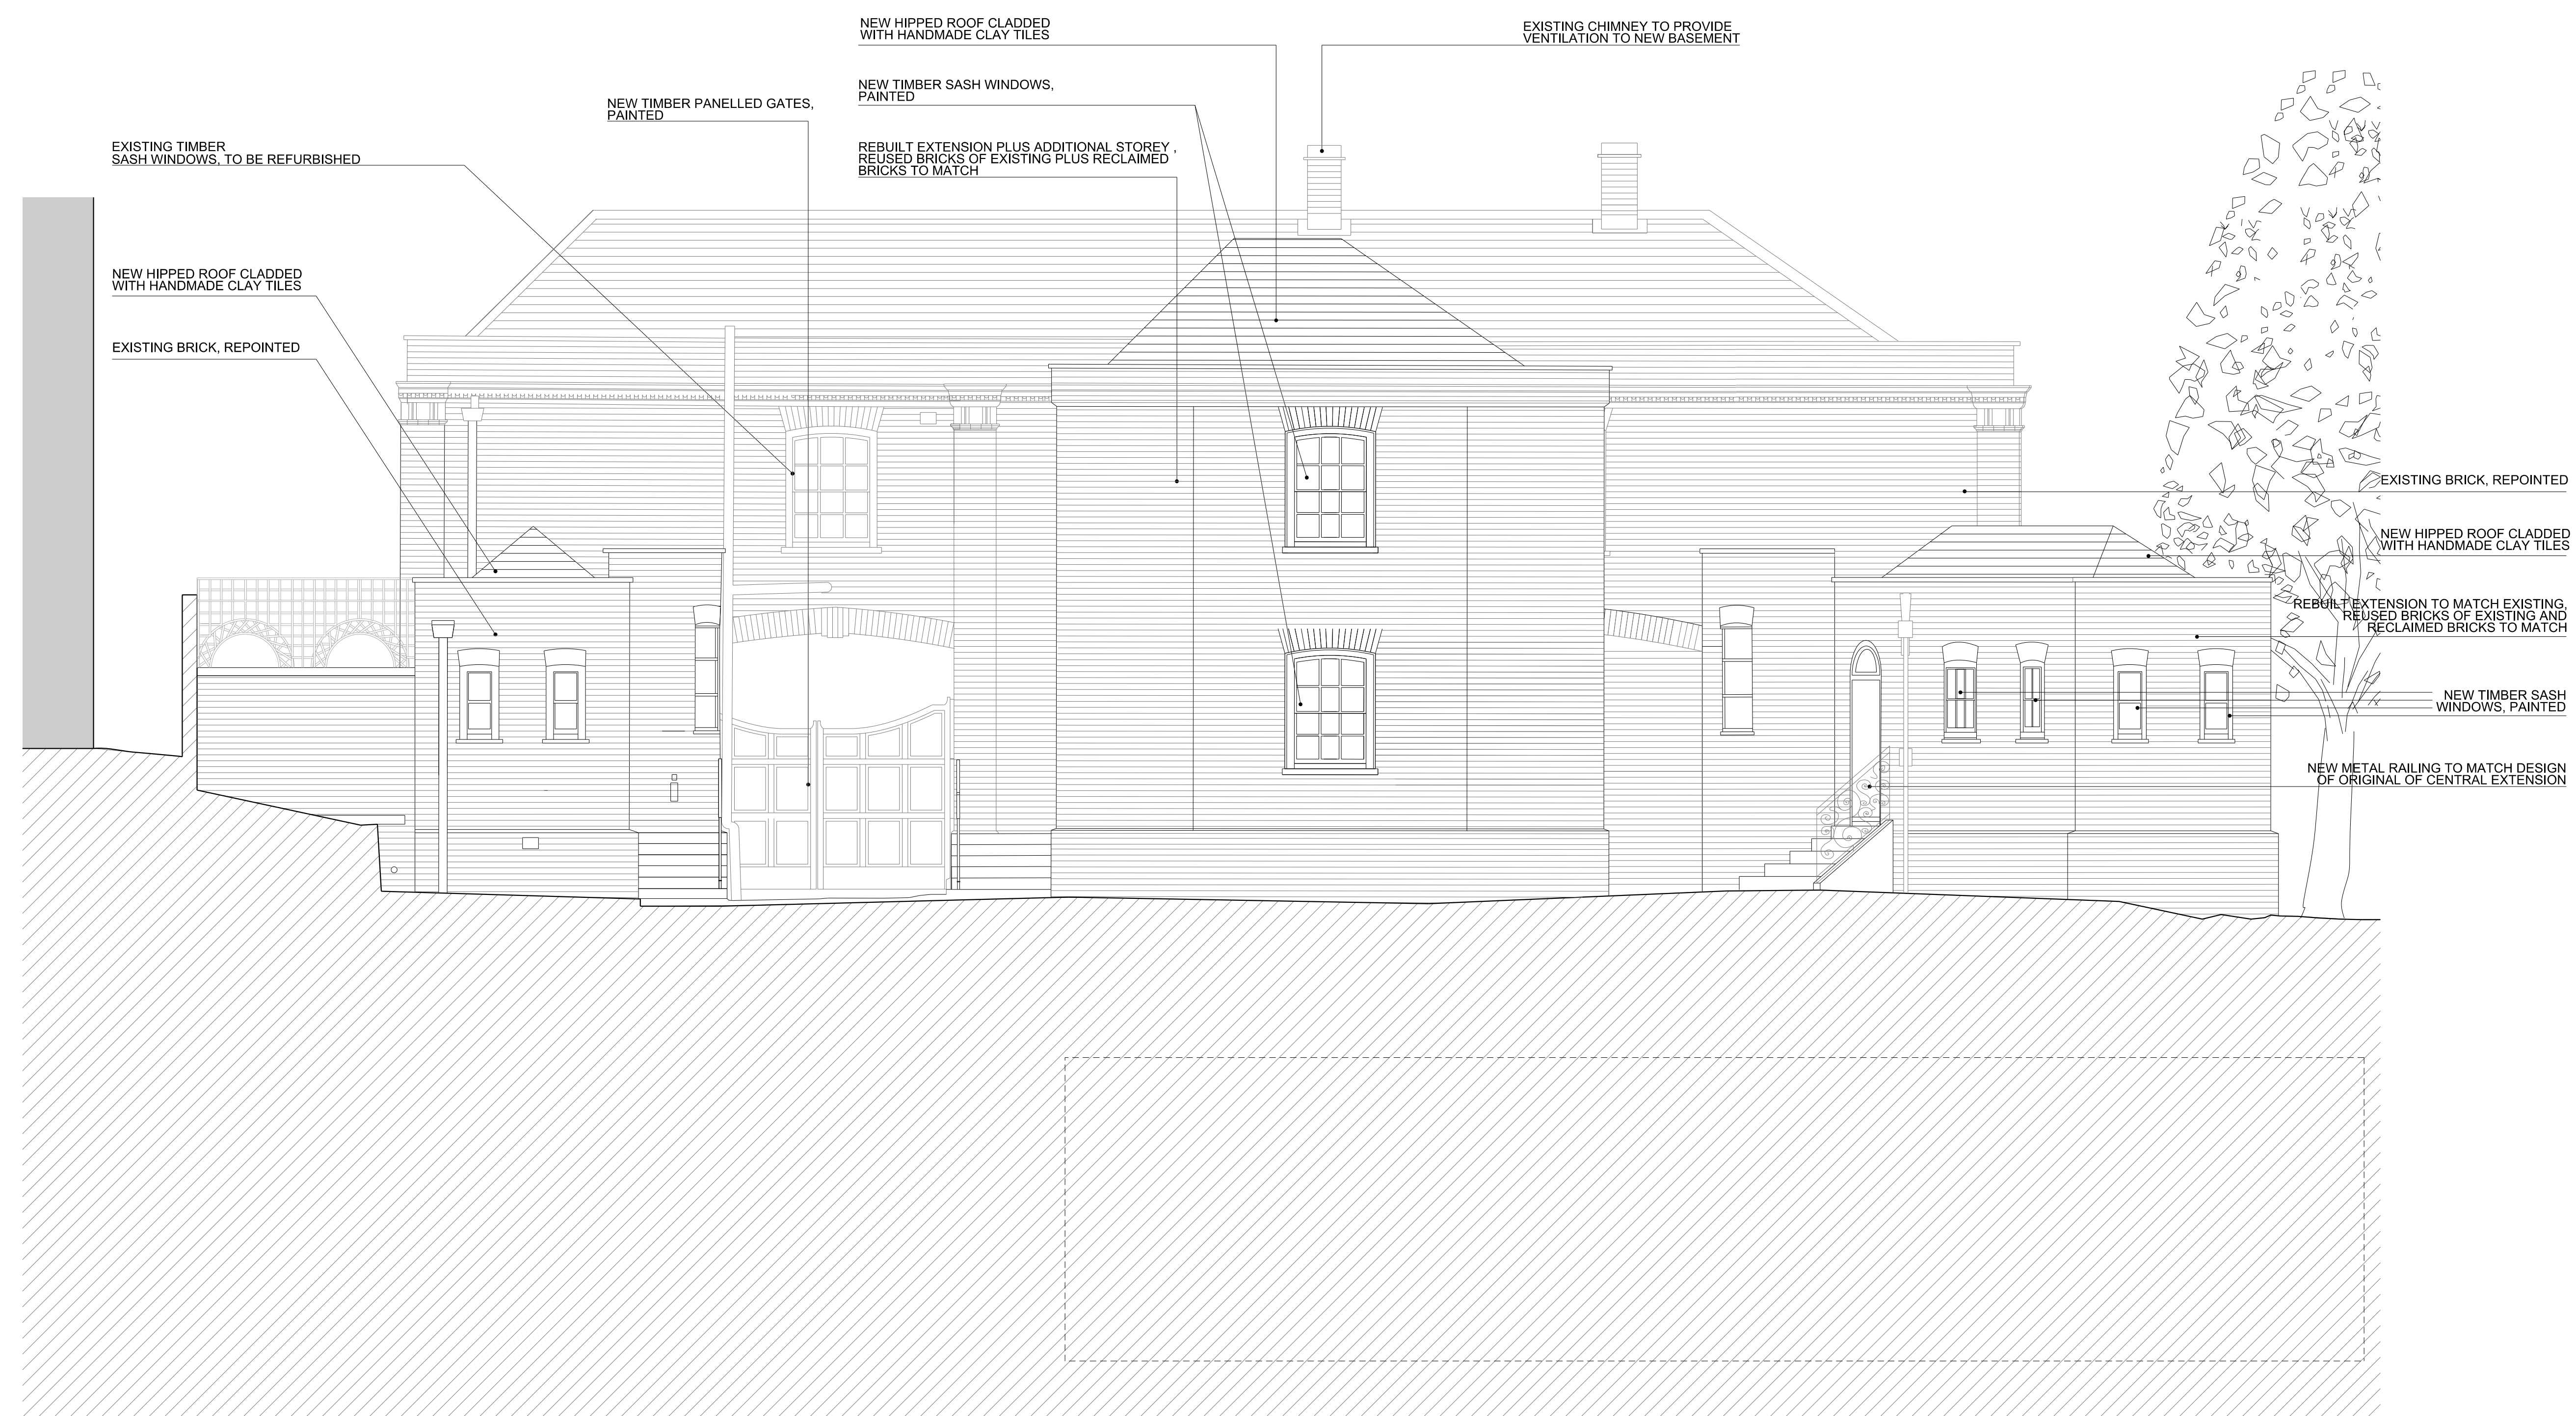 NEW HIPPED ROOF CLADDED
WITH HANDMADE CLAY TILES
EXISTING CHIMNEY TO PROVIDE
VENTILATION TO NEW BASEMENT
NEW TIMBER SASH WINDOWS,
PAINTED
NEW TIMBER PANELLED GATES,
PAINTED
REBUILT EXTENSION PLUS ADDITIONAL STOREY ,
REUSED BRICKS OF EXISTING PLUS RECLAIMED
BRICKS TO MATCH
EXISTING TIMBER
SASH WINDOWS, TO BE REFURBISHED
NEW HIPPED ROOF CLADDED
WITH HANDMADE CLAY TILES
EXISTING BRICK, REPOINTED
EXISTING BRICK, REPOINTED
NEW HIPPED ROOF CLADDED
WITH HANDMADE CLAY TILES
REBUILT EXTENSION TO MATCH EXISTING,
REUSED BRICKS OF EXISTING AND
RECLAIMED BRICKS TO MATCH
NEW TIMBER SASH
WINDOWS, PAINTED
NEW METAL RAILING TO MATCH DESIGN
OF ORIGINAL OF CENTRAL EXTENSION